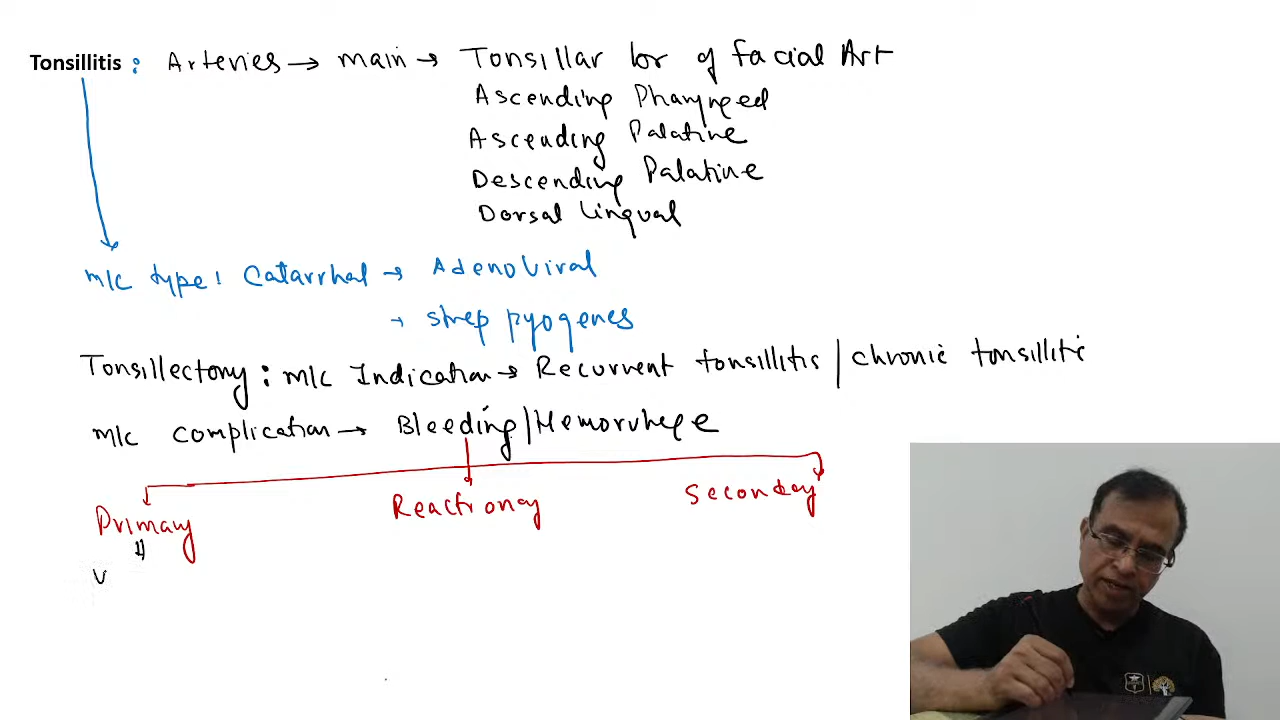 Tonsillitis : Arteries → main → Tonsillar br of facial Art
Ascending Pharyngeal
Ascending Palatine
Descending Palatine
Dorsal Lingual
m/c type: Catarrhal → Adenoviral
→ Strep pyogenes
Tonsillectomy : m/c Indication → Recurrent tonsillitis / chronic tonsillitis
m/c complication → Bleeding/Hemorrhage
Primary Reactionary Secondary
V